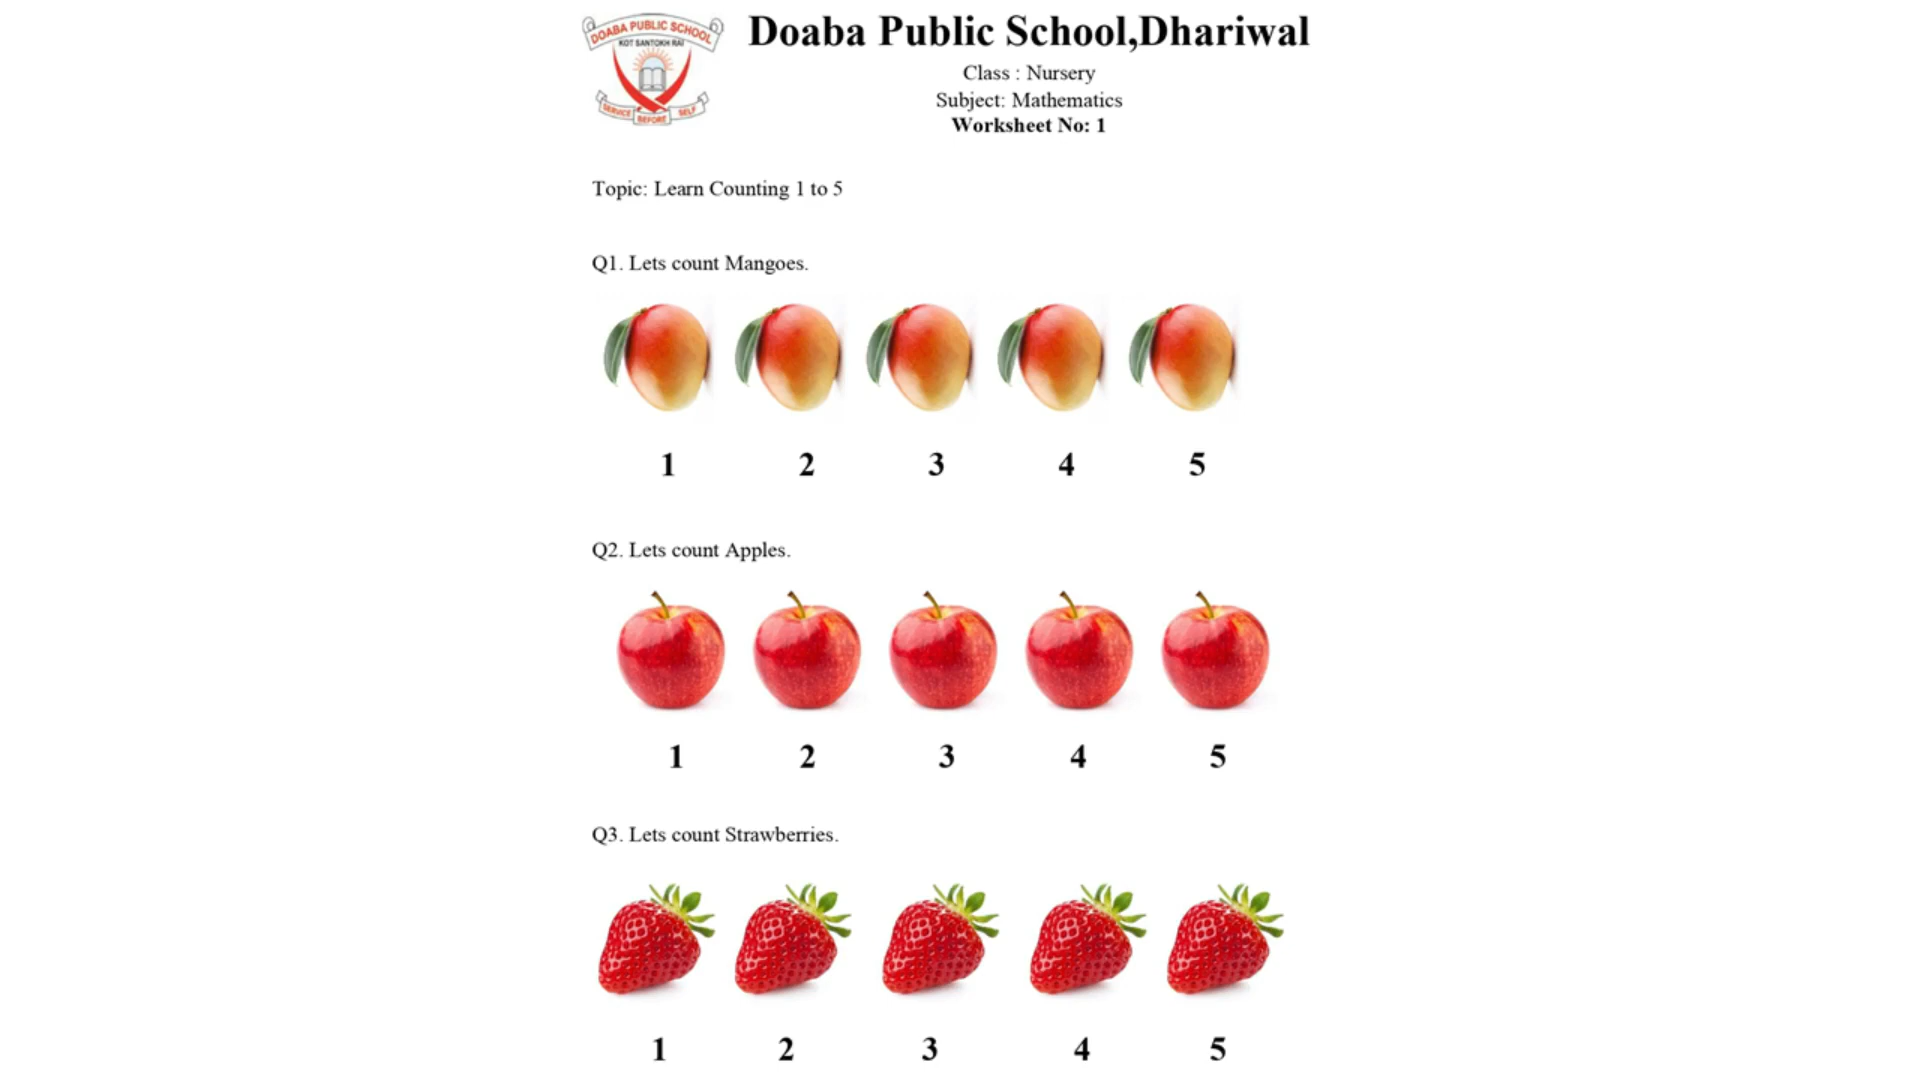 DOABA PUBLIC SCHOOL
KOT SANTOKH RAI
SERVICE BEFORE SELF
Doaba Public School,Dhariwal
Class : Nursery
Subject: Mathematics
Worksheet No: 1
Topic: Learn Counting 1 to 5
Q1. Lets count Mangoes.
1 2 3 4 5
Q2. Lets count Apples.
1 2 3 4 5
Q3. Lets count Strawberries.
1 2 3 4 5